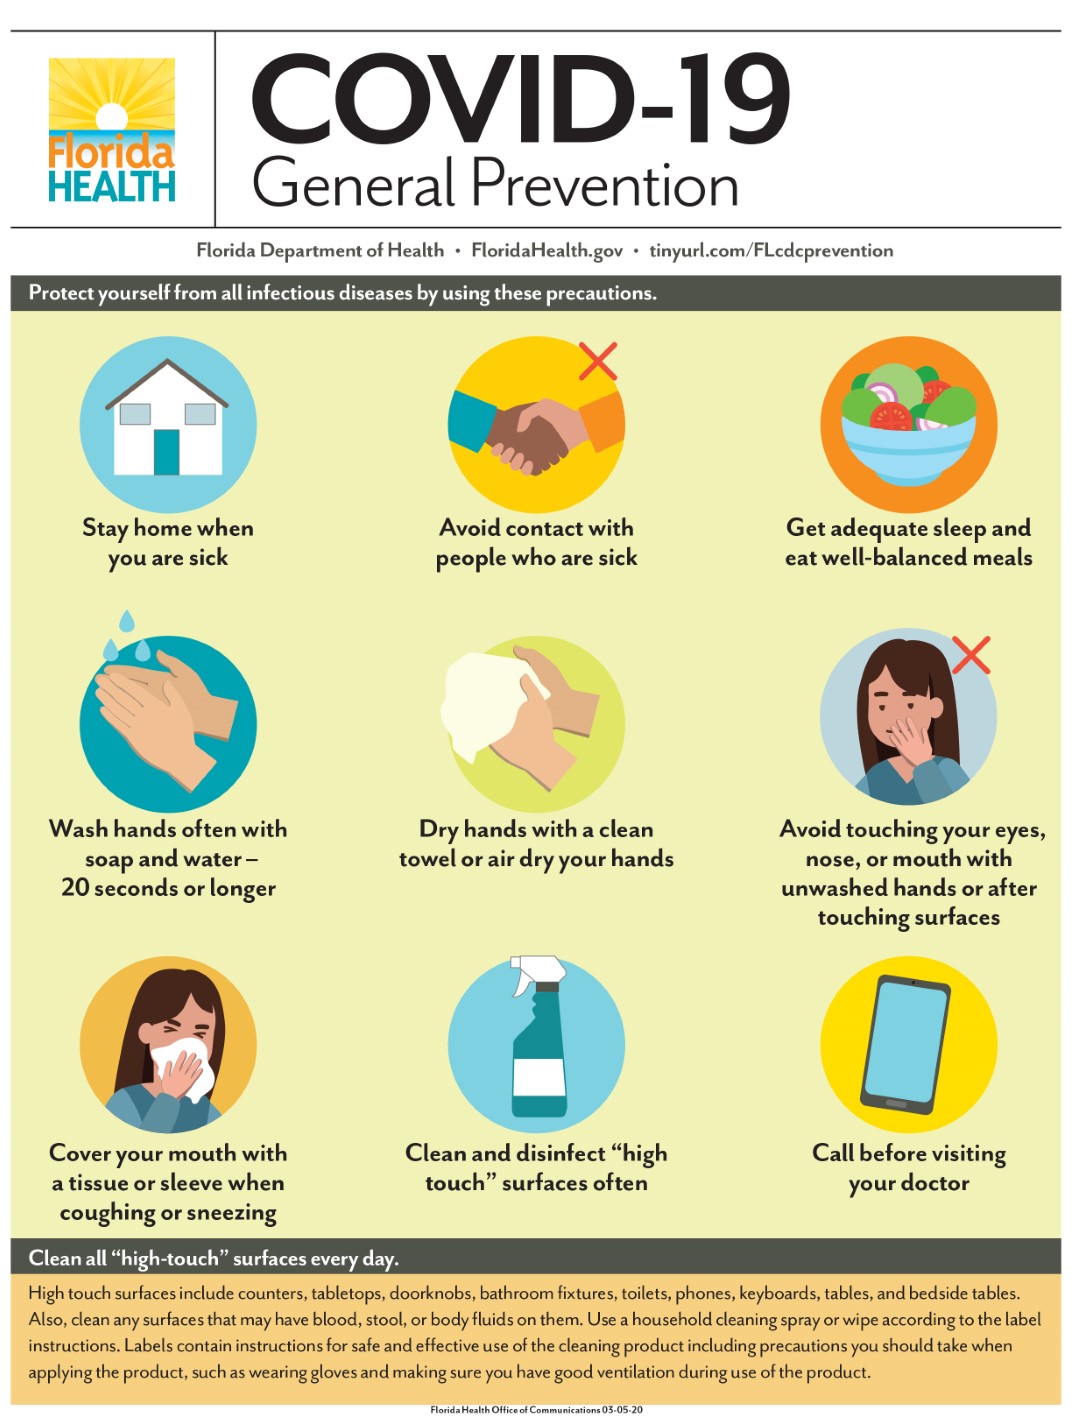 Florida
HEALTH
COVID-19
General Prevention
Florida Department of Health • FloridaHealth.gov • tinyurl.com/FLcdcprevention
Protect yourself from all infectious diseases by using these precautions.
Stay home when
you are sick
Avoid contact with
people who are sick
Get adequate sleep and
eat well-balanced meals
Wash hands often with
soap and water –
20 seconds or longer
Dry hands with a clean
towel or air dry your hands
Avoid touching your eyes,
nose, or mouth with
unwashed hands or after
touching surfaces
Cover your mouth with
a tissue or sleeve when
coughing or sneezing
Clean and disinfect “high
touch” surfaces often
Call before visiting
your doctor
Clean all “high-touch” surfaces every day.
High touch surfaces include counters, tabletops, doorknobs, bathroom fixtures, toilets, phones, keyboards, tables, and bedside tables.
Also, clean any surfaces that may have blood, stool, or body fluids on them. Use a household cleaning spray or wipe according to the label
instructions. Labels contain instructions for safe and effective use of the cleaning product including precautions you should take when
applying the product, such as wearing gloves and making sure you have good ventilation during use of the product.
Florida Health Office of Communications 03-05-20